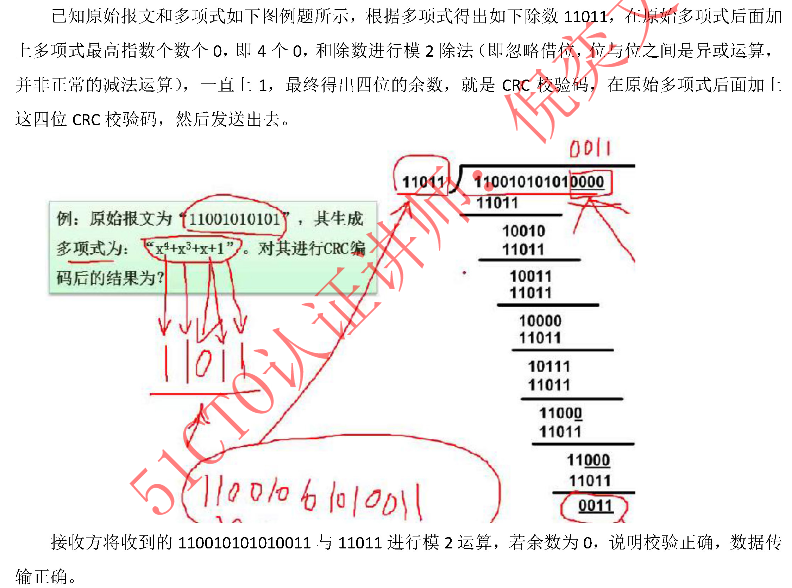 已知原始报文和多项式如下图例题所示，根据多项式得出如下除数 11011，在原始多项式后面加
上多项式最高指数个数个 0，即 4 个 0，和除数进行模 2 除法（即忽略借位，位与位之间是异或运算，
并非正常的减法运算），一直上 1，最终得出四位的余数，就是 CRC 校验码，在原始多项式后面加上
这四位 CRC 校验码，然后发送出去。
0011
11011
110010101010000
11011
10010
11011
10011
11011
10000
11011
10111
11011
11000
11011
11000
11011
0011
例：原始报文为“11001010101”，其生成
多项式为：“x⁴+x³+x+1”。对其进行CRC编
码后的结果为？
11011
51CTO认证讲师：倪奕文
接收方将收到的 110010101010011 与 11011 进行模 2 运算，若余数为 0，说明校验正确，数据传
输正确。